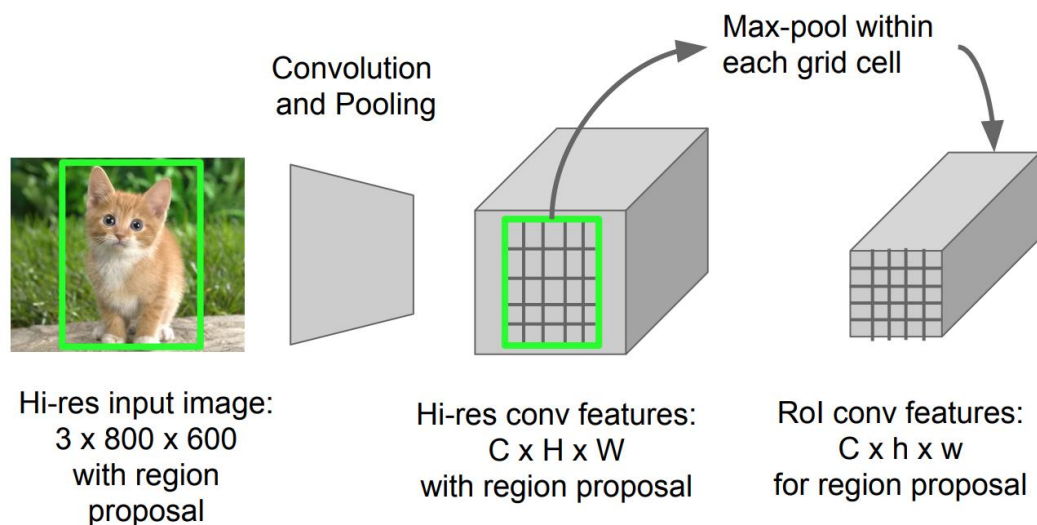 Convolution
and Pooling
Max-pool within
each grid cell
Hi-res input image:
3 x 800 x 600
with region
proposal
Hi-res conv features:
C x H x W
with region proposal
RoI conv features:
C x h x w
for region proposal